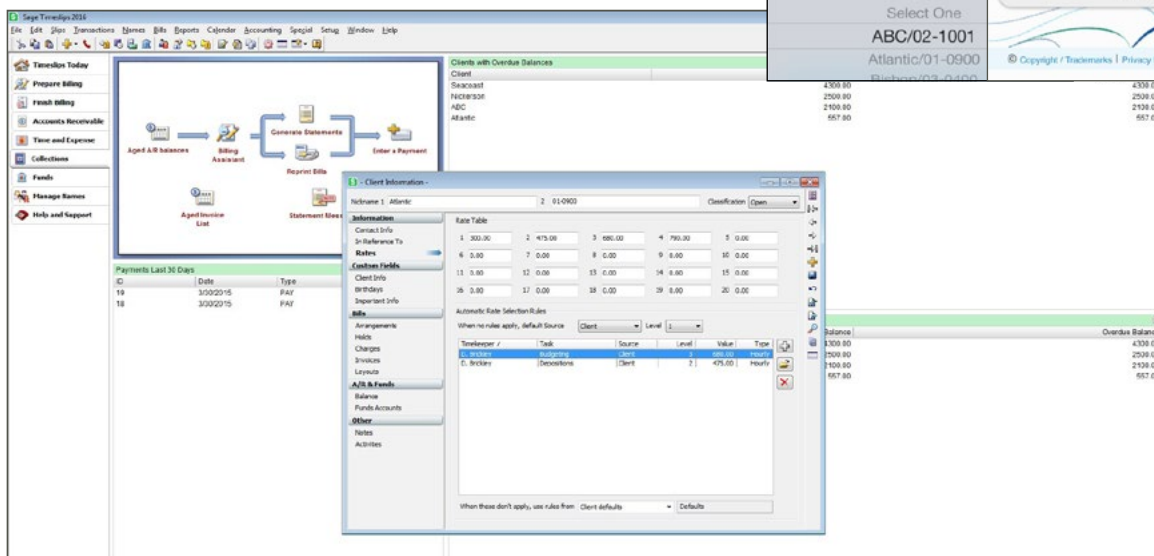 Sage Timeslips 2016
File Edit Slips Transactions Names Bills Reports Calendar Accounting Special Setup Window Help
Select One
ABC/02-1001
Atlantic/01-0900
Bishop/03-0400
© Copyright / Trademarks | Privacy
Timeslips Today
Prepare Billing
Finish Billing
Accounts Receivable
Time and Expense
Collections
Funds
Manage Names
Help and Support
Aged A/R balances
Billing Assistant
Generate Statements
Reprint Bills
Enter a Payment
Aged Invoice List
Statement
Clients with Overdue Balances
Client
Seacoast 4300.00
Nickerson 2500.00 2500.0
ABC 2100.00 2100.0
Atlantic 557.00 557.0
Payments Last 30 Days
ID Date Type
19 3/30/2015 PAY
18 3/30/2015 PAY
- Client Information -
Nickname 1 Atlantic 2 01-0900 Classification Open
Information
Contact Info
In Reference To
Rates
Custom Fields
Client Info
Birthdays
Important Info
Bills
Arrangements
Holds
Charges
Invoices
Layouts
A/R & Funds
Balance
Funds Accounts
Other
Notes
Activities
Rate Table
1 300.00 2 475.00 3 680.00 4 790.00 5 0.00
6 0.00 7 0.00 8 0.00 9 0.00 10 0.00
11 0.00 12 0.00 13 0.00 14 0.00 15 0.00
16 0.00 17 0.00 18 0.00 19 0.00 20 0.00
Automatic Rate Selection Rules
When no rules apply, default Source Client Level 1
Timekeeper / Task Source Level Value Type
D. Brickley Budgeting Client 3 680.00 Hourly
D. Brickley Depositions Client 2 475.00 Hourly
When these don't apply, use rules from Client defaults Defaults
Balance Overdue Balan
4300.00 4300.0
2500.00 2500.0
2100.00 2100.0
557.00 557.0